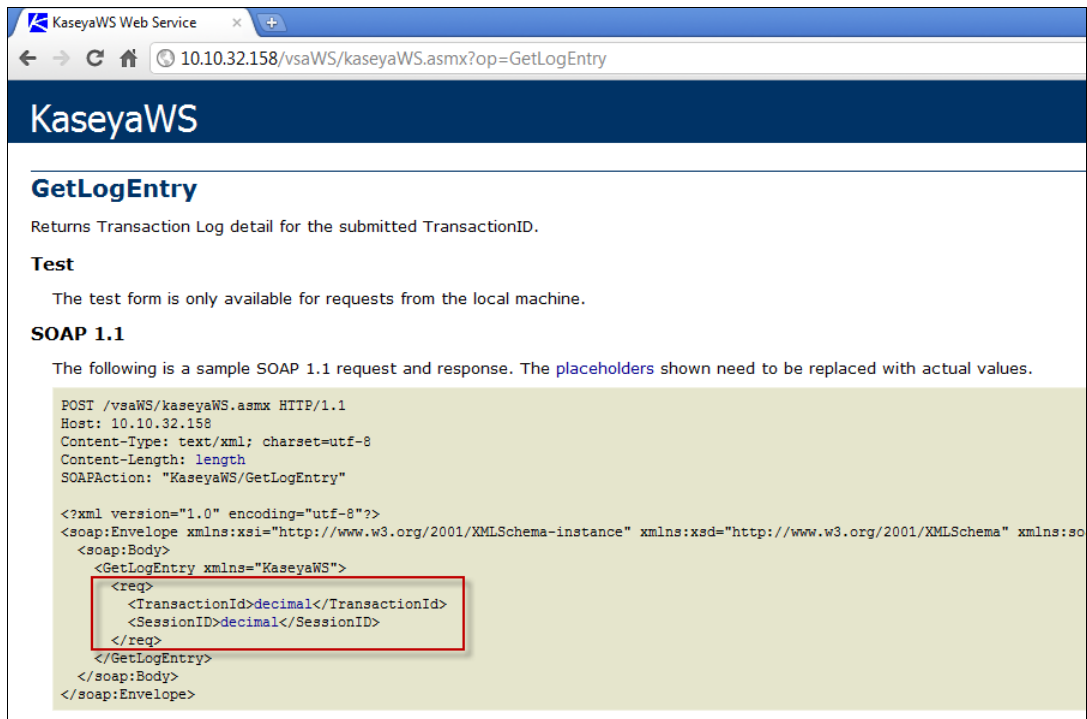 KaseyaWS Web Service
10.10.32.158/vsaWS/kaseyaWS.asmx?op=GetLogEntry
KaseyaWS
GetLogEntry
Returns Transaction Log detail for the submitted TransactionID.
Test
The test form is only available for requests from the local machine.
SOAP 1.1
The following is a sample SOAP 1.1 request and response. The placeholders shown need to be replaced with actual values.
POST /vsaWS/kaseyaWS.asmx HTTP/1.1
Host: 10.10.32.158
Content-Type: text/xml; charset=utf-8
Content-Length: length
SOAPAction: "KaseyaWS/GetLogEntry"
<?xml version="1.0" encoding="utf-8"?>
<soap:Envelope xmlns:xsi="http://www.w3.org/2001/XMLSchema-instance" xmlns:xsd="http://www.w3.org/2001/XMLSchema" xmlns:so
<soap:Body>
<GetLogEntry xmlns="KaseyaWS">
<req>
<TransactionId>decimal</TransactionId>
<SessionID>decimal</SessionID>
</req>
</GetLogEntry>
</soap:Body>
</soap:Envelope>